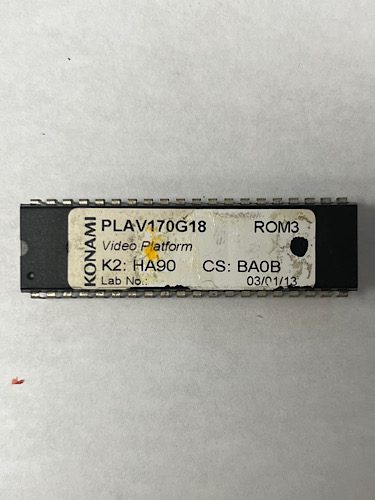 KONAMI
PLAV170G18 ROM3
Video Platform
K2: HA90 CS: BA0B
Lab No.: 03/01/13